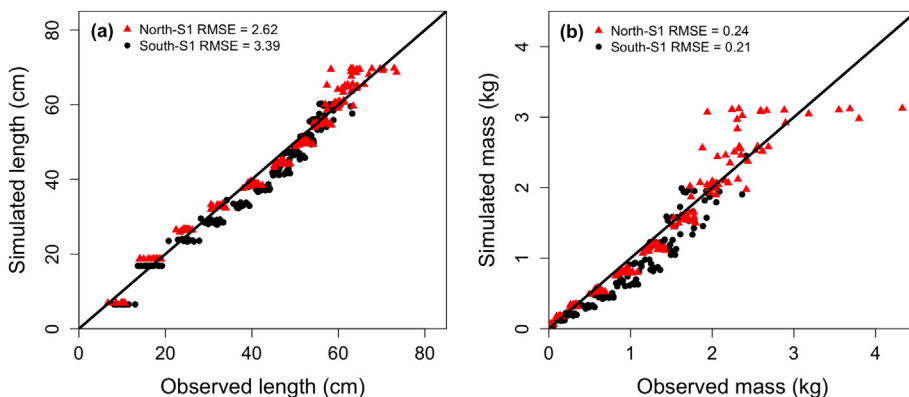 (a)
North-S1 RMSE = 2.62
South-S1 RMSE = 3.39
Simulated length (cm)
80
60
40
20
0
0 20 40 60 80
Observed length (cm)
(b)
North-S1 RMSE = 0.24
South-S1 RMSE = 0.21
Simulated mass (kg)
4
3
2
1
0
0 1 2 3 4
Observed mass (kg)